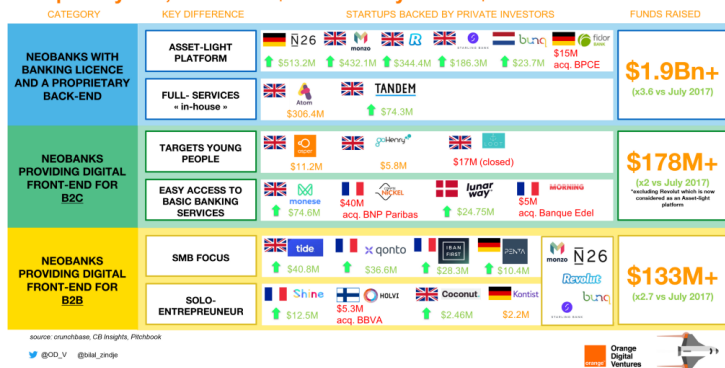 CATEGORY
KEY DIFFERENCE
STARTUPS BACKED BY PRIVATE INVESTORS
FUNDS RAISED
NEOBANKS WITH
BANKING LICENCE
AND A PROPRIETARY
BACK-END
ASSET-LIGHT
PLATFORM
N26
monzo
R
STARLING BANK
bunq
fidor
BANK
$513.2M
$432.1M
$344.4M
$186.3M
$23.7M
$15M
acq. BPCE
FULL- SERVICES
« in-house »
Atom
TANDEM
$306.4M
$74.3M
$1.9Bn+
(x3.6 vs July 2017)
NEOBANKS
PROVIDING DIGITAL
FRONT-END FOR
B2C
TARGETS YOUNG
PEOPLE
osper
goHenry
$11.2M
$5.8M
$17M (closed)
EASY ACCESS TO
BASIC BANKING
SERVICES
monese
NICKEL
lunar
way
MORNING
$74.6M
$40M
acq. BNP Paribas
$24.75M
$5M
acq. Banque Edel
$178M+
(x2 vs July 2017)
*excluding Revolut which is now
considered as an Asset-light
platform
NEOBANKS
PROVIDING DIGITAL
FRONT-END FOR
B2B
SMB FOCUS
tide
qonto
IBAN
FIRST
PENTA
$40.8M
$36.6M
$28.3M
$10.4M
SOLO-
ENTREPRENEUR
Shine
HOLVI
Coconut
Kontist
$12.5M
$5.3M
acq. BBVA
$2.46M
$2.2M
monzo
N26
Revolut
bunq
STARLING BANK
$133M+
(x2.7 vs July 2017)
source: crunchbase, CB Insights, Pitchbook
@OD_V @bilal_zindje
orange
Orange
Digital
Ventures